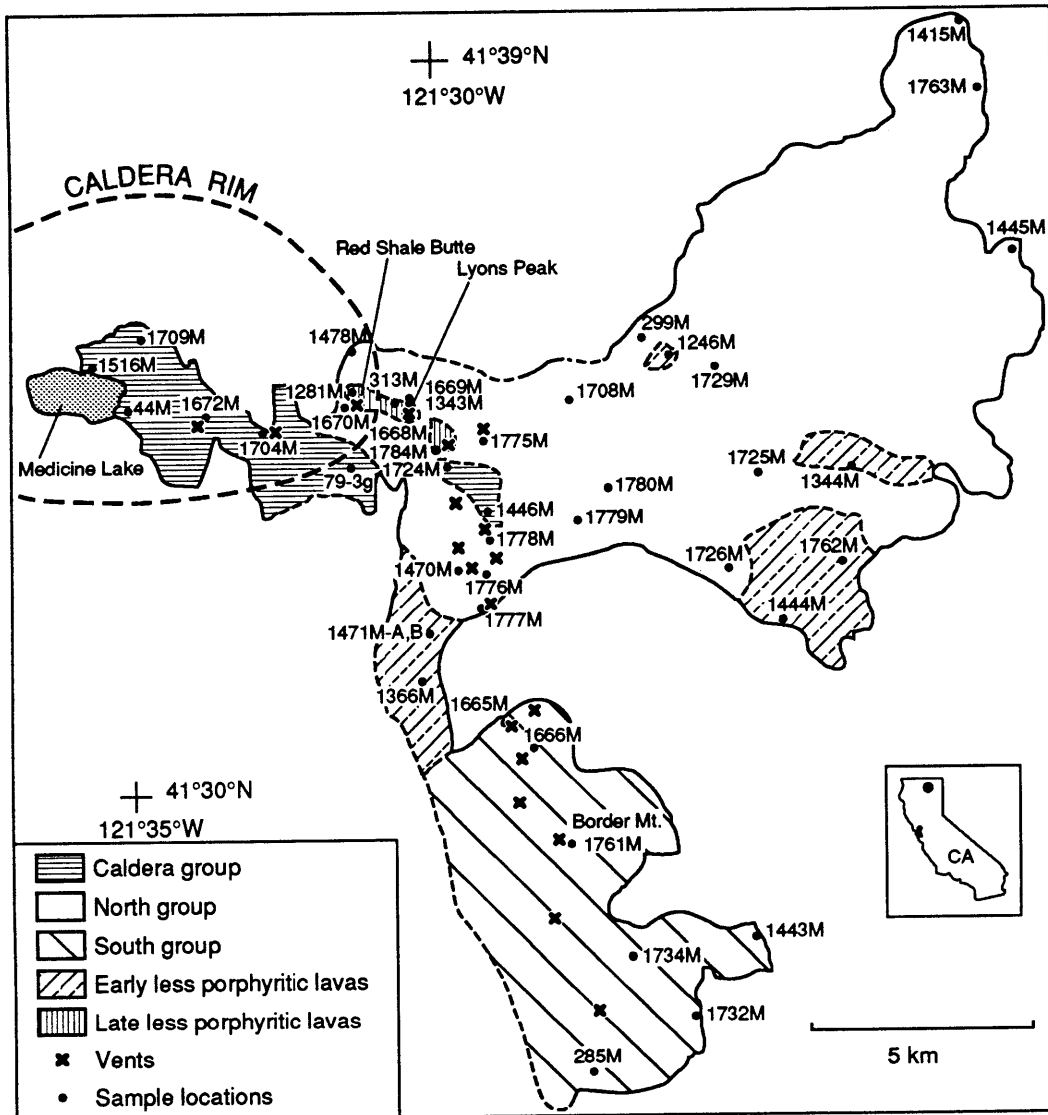 1415M
41°39°N
121°30°W
1763M
CALDERA RIM
1445M
Red Shale Butte
Lyons Peak
299M
1709M
1478M
1246M
1516M
1729M
313M
1669M
1281M
1708M
1343M
44M
1672M
1670M
1668M
1775M
1704M
1784M
Medicine Lake
1725M
1724M
79-3g
1344M
1780M
1446M
1779M
1778M
1762M
1726M
1470M
1776M
1444M
1777M
1471M-A,B
1366M
1665M
1666M
41°30°N
121°35°W
Border Mt.
1761M
CA
Caldera group
North group
South group
1443M
1734M
Early less porphyritic lavas
1732M
Late less porphyritic lavas
Vents
285M
5 km
Sample locations